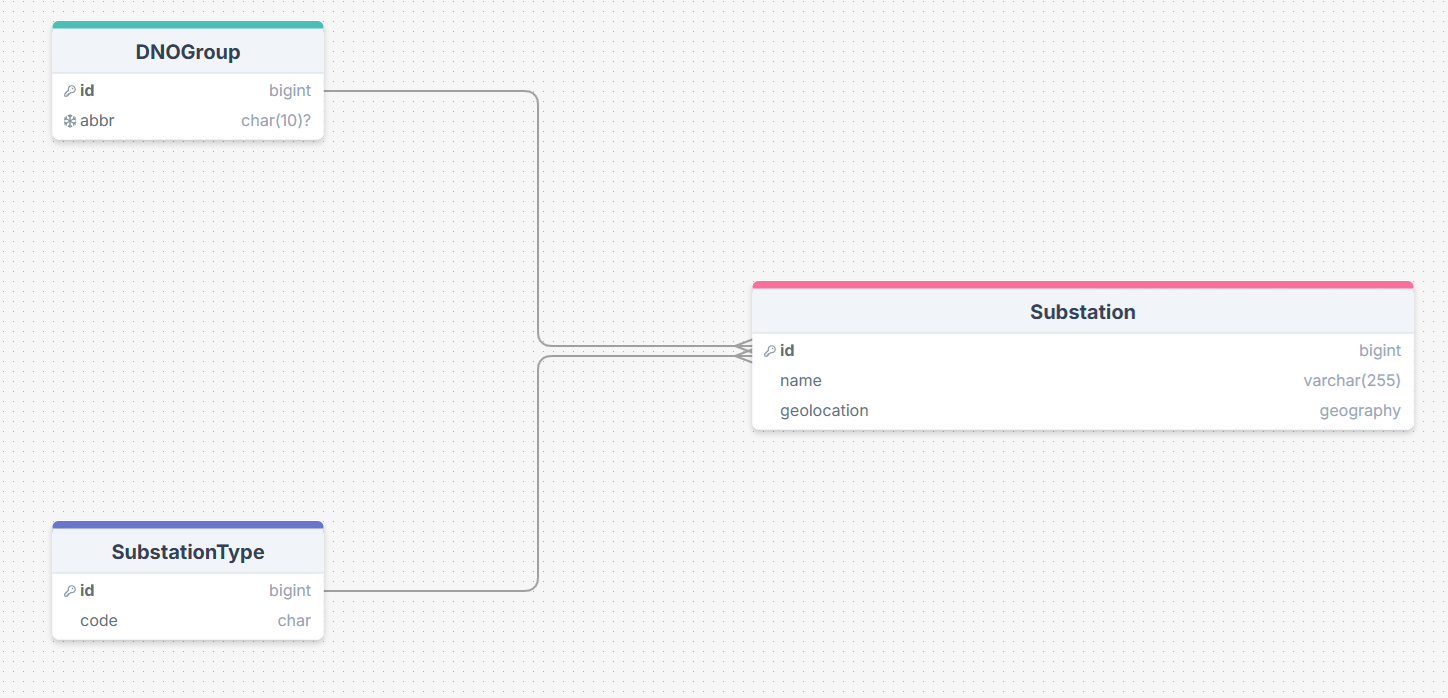 DNOGroup
id bigint
abbr char(10)?
Substation
id bigint
name varchar(255)
geolocation geography
SubstationType
id bigint
code char